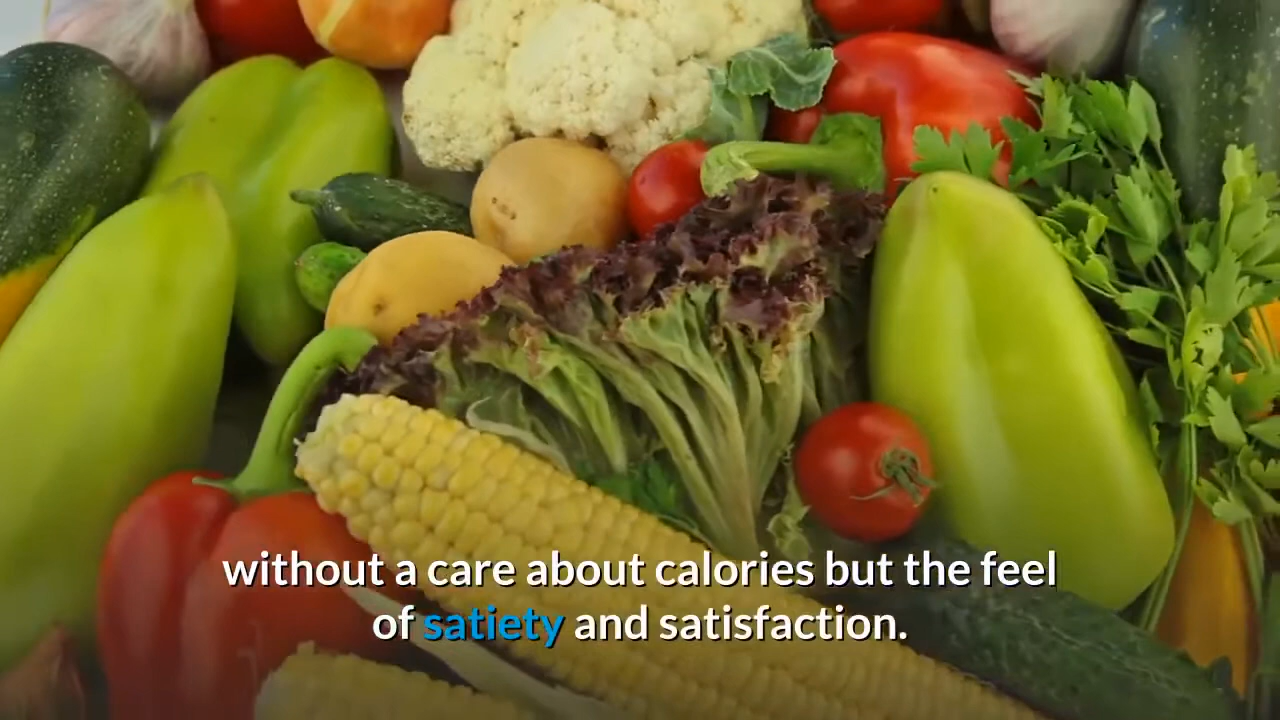 without a care about calories but the feel
of satiety and satisfaction.